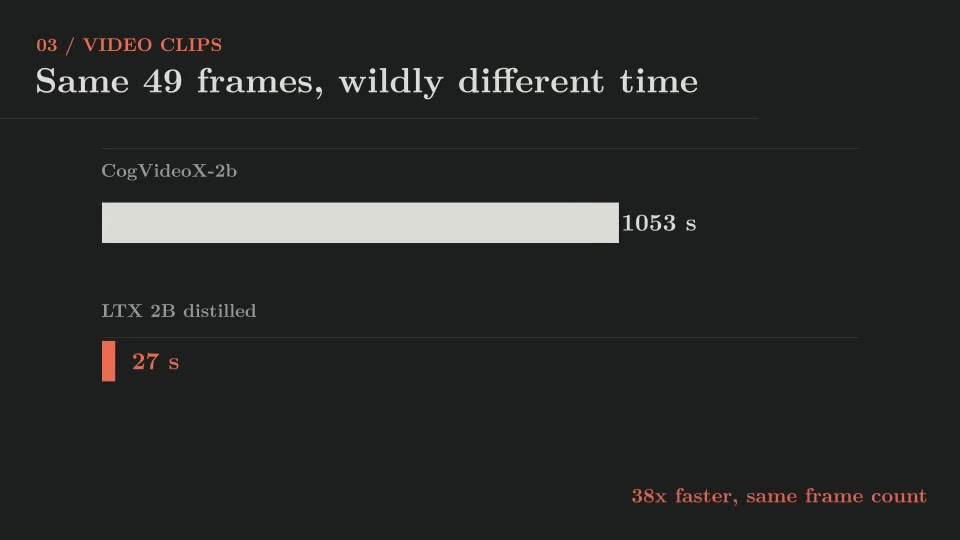 03 / VIDEO CLIPS
Same 49 frames, wildly different time
CogVideoX-2b
1053 s
LTX 2B distilled
27 s
38x faster, same frame count